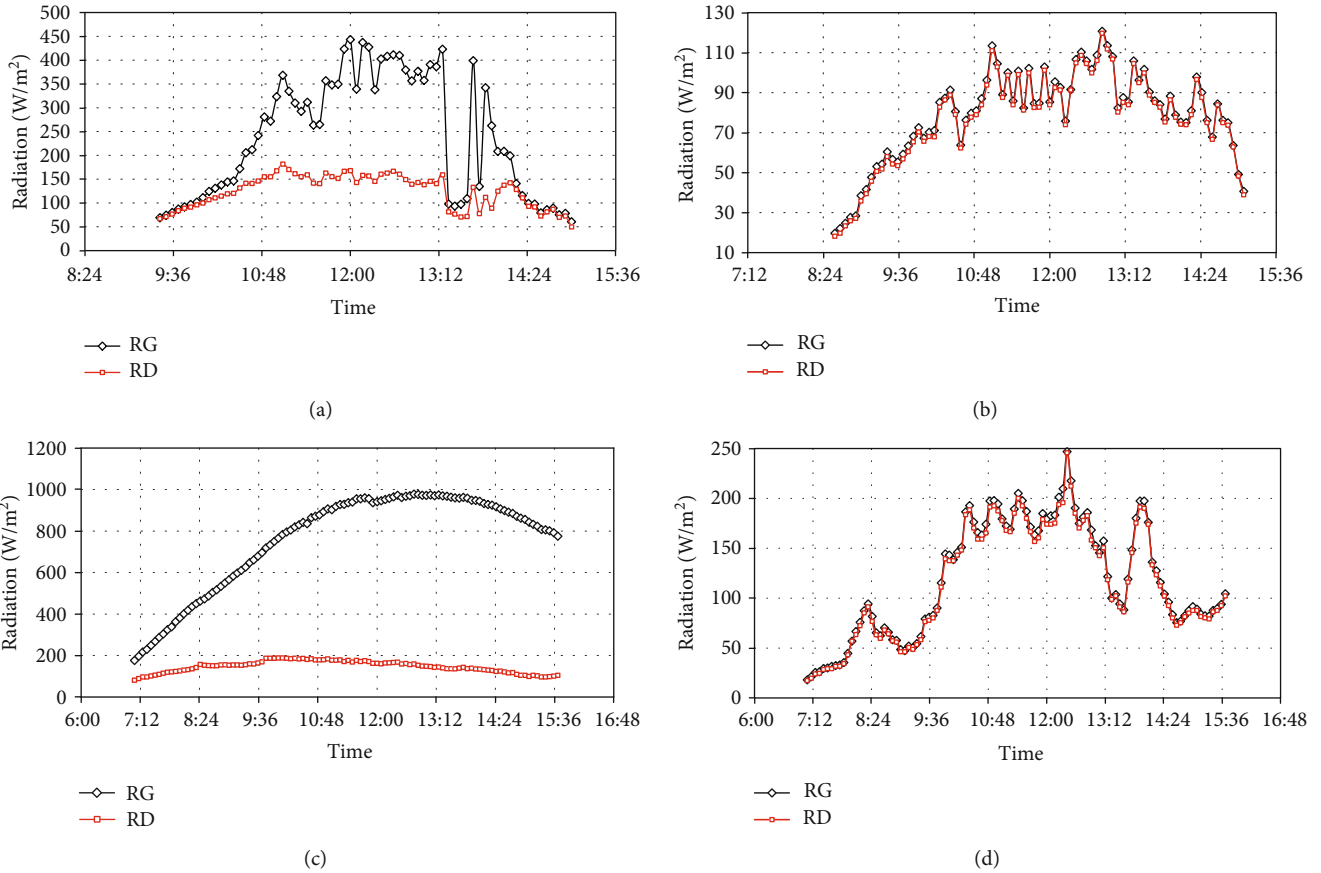 Radiation (W/m²)
500
450
400
350
300
250
200
150
100
50
0
8:24 9:36 10:48 12:00 13:12 14:24 15:36
Time
RG
RD
(a)
Radiation (W/m²)
130
110
90
70
50
30
10
7:12 8:24 9:36 10:48 12:00 13:12 14:24 15:36
Time
RG
RD
(b)
Radiation (W/m²)
1200
1000
800
600
400
200
0
6:00 7:12 8:24 9:36 10:48 12:00 13:12 14:24 15:36 16:48
Time
RG
RD
(c)
Radiation (W/m²)
250
200
150
100
50
0
6:00 7:12 8:24 9:36 10:48 12:00 13:12 14:24 15:36 16:48
Time
RG
RD
(d)